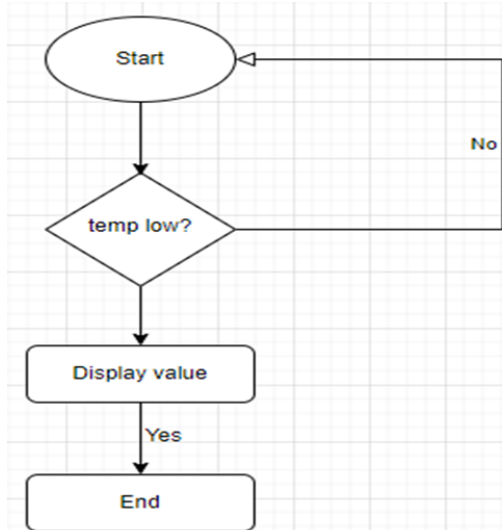 Start
No
temp low?
Display value
Yes
End